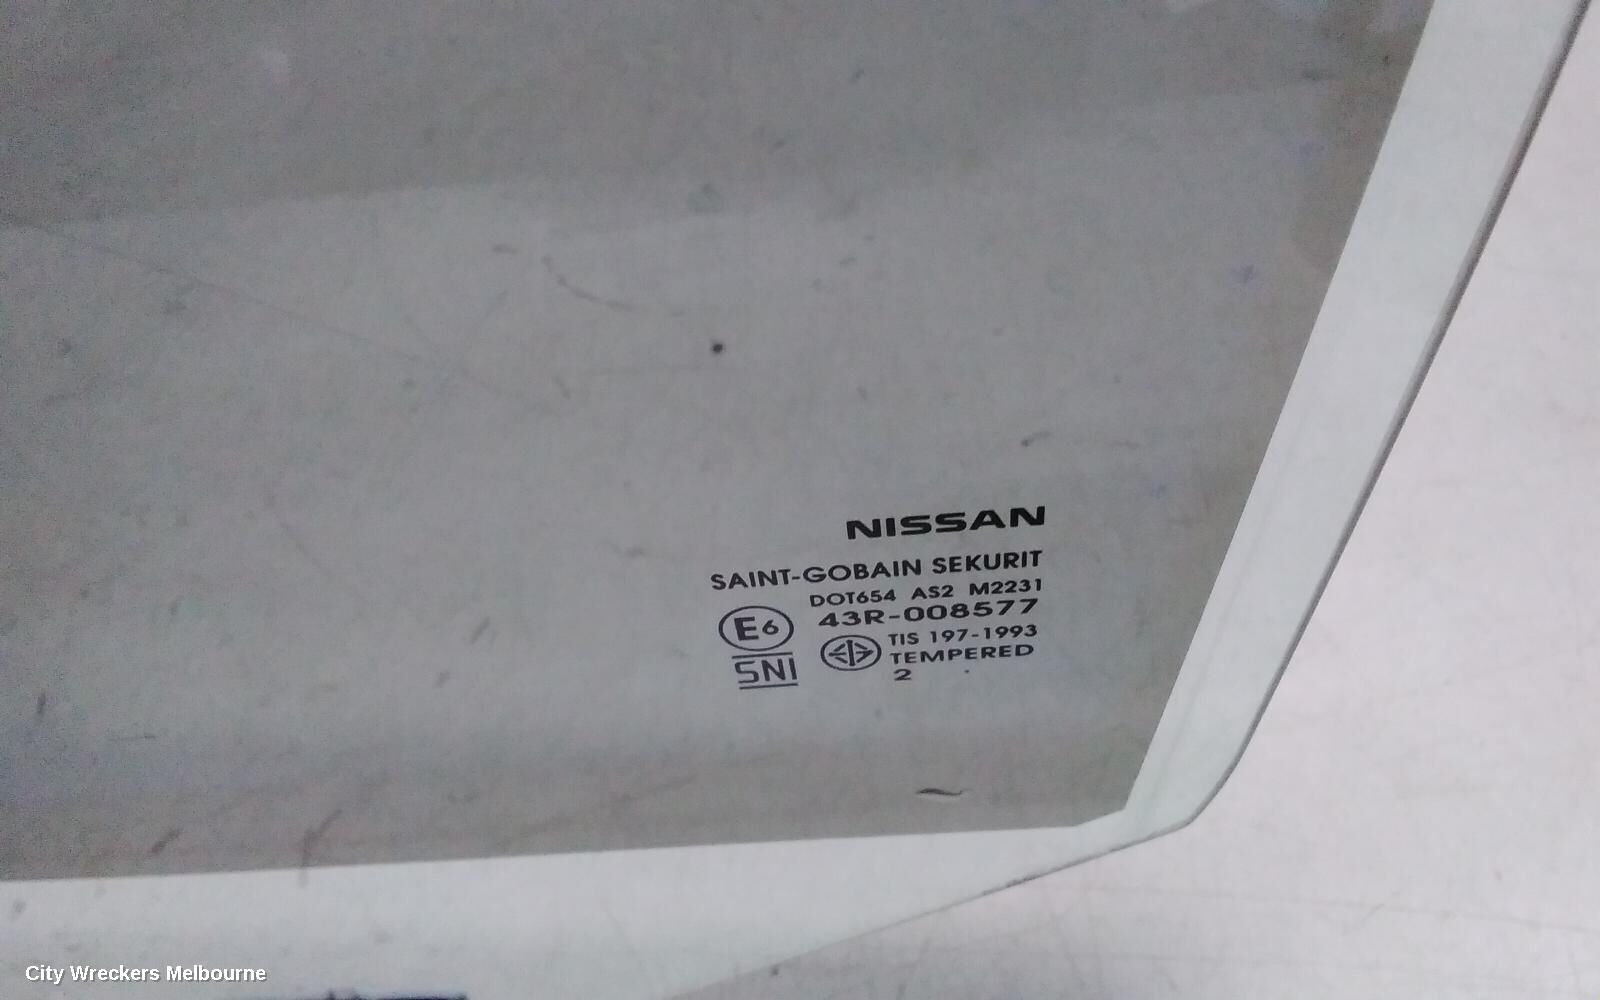 NISSAN
SAINT-GOBAIN SEKURIT
DOT654 AS2 M2231
43R-008577
E6
TIS 197-1993
SNI
TEMPERED
2
City Wreckers Melbourne